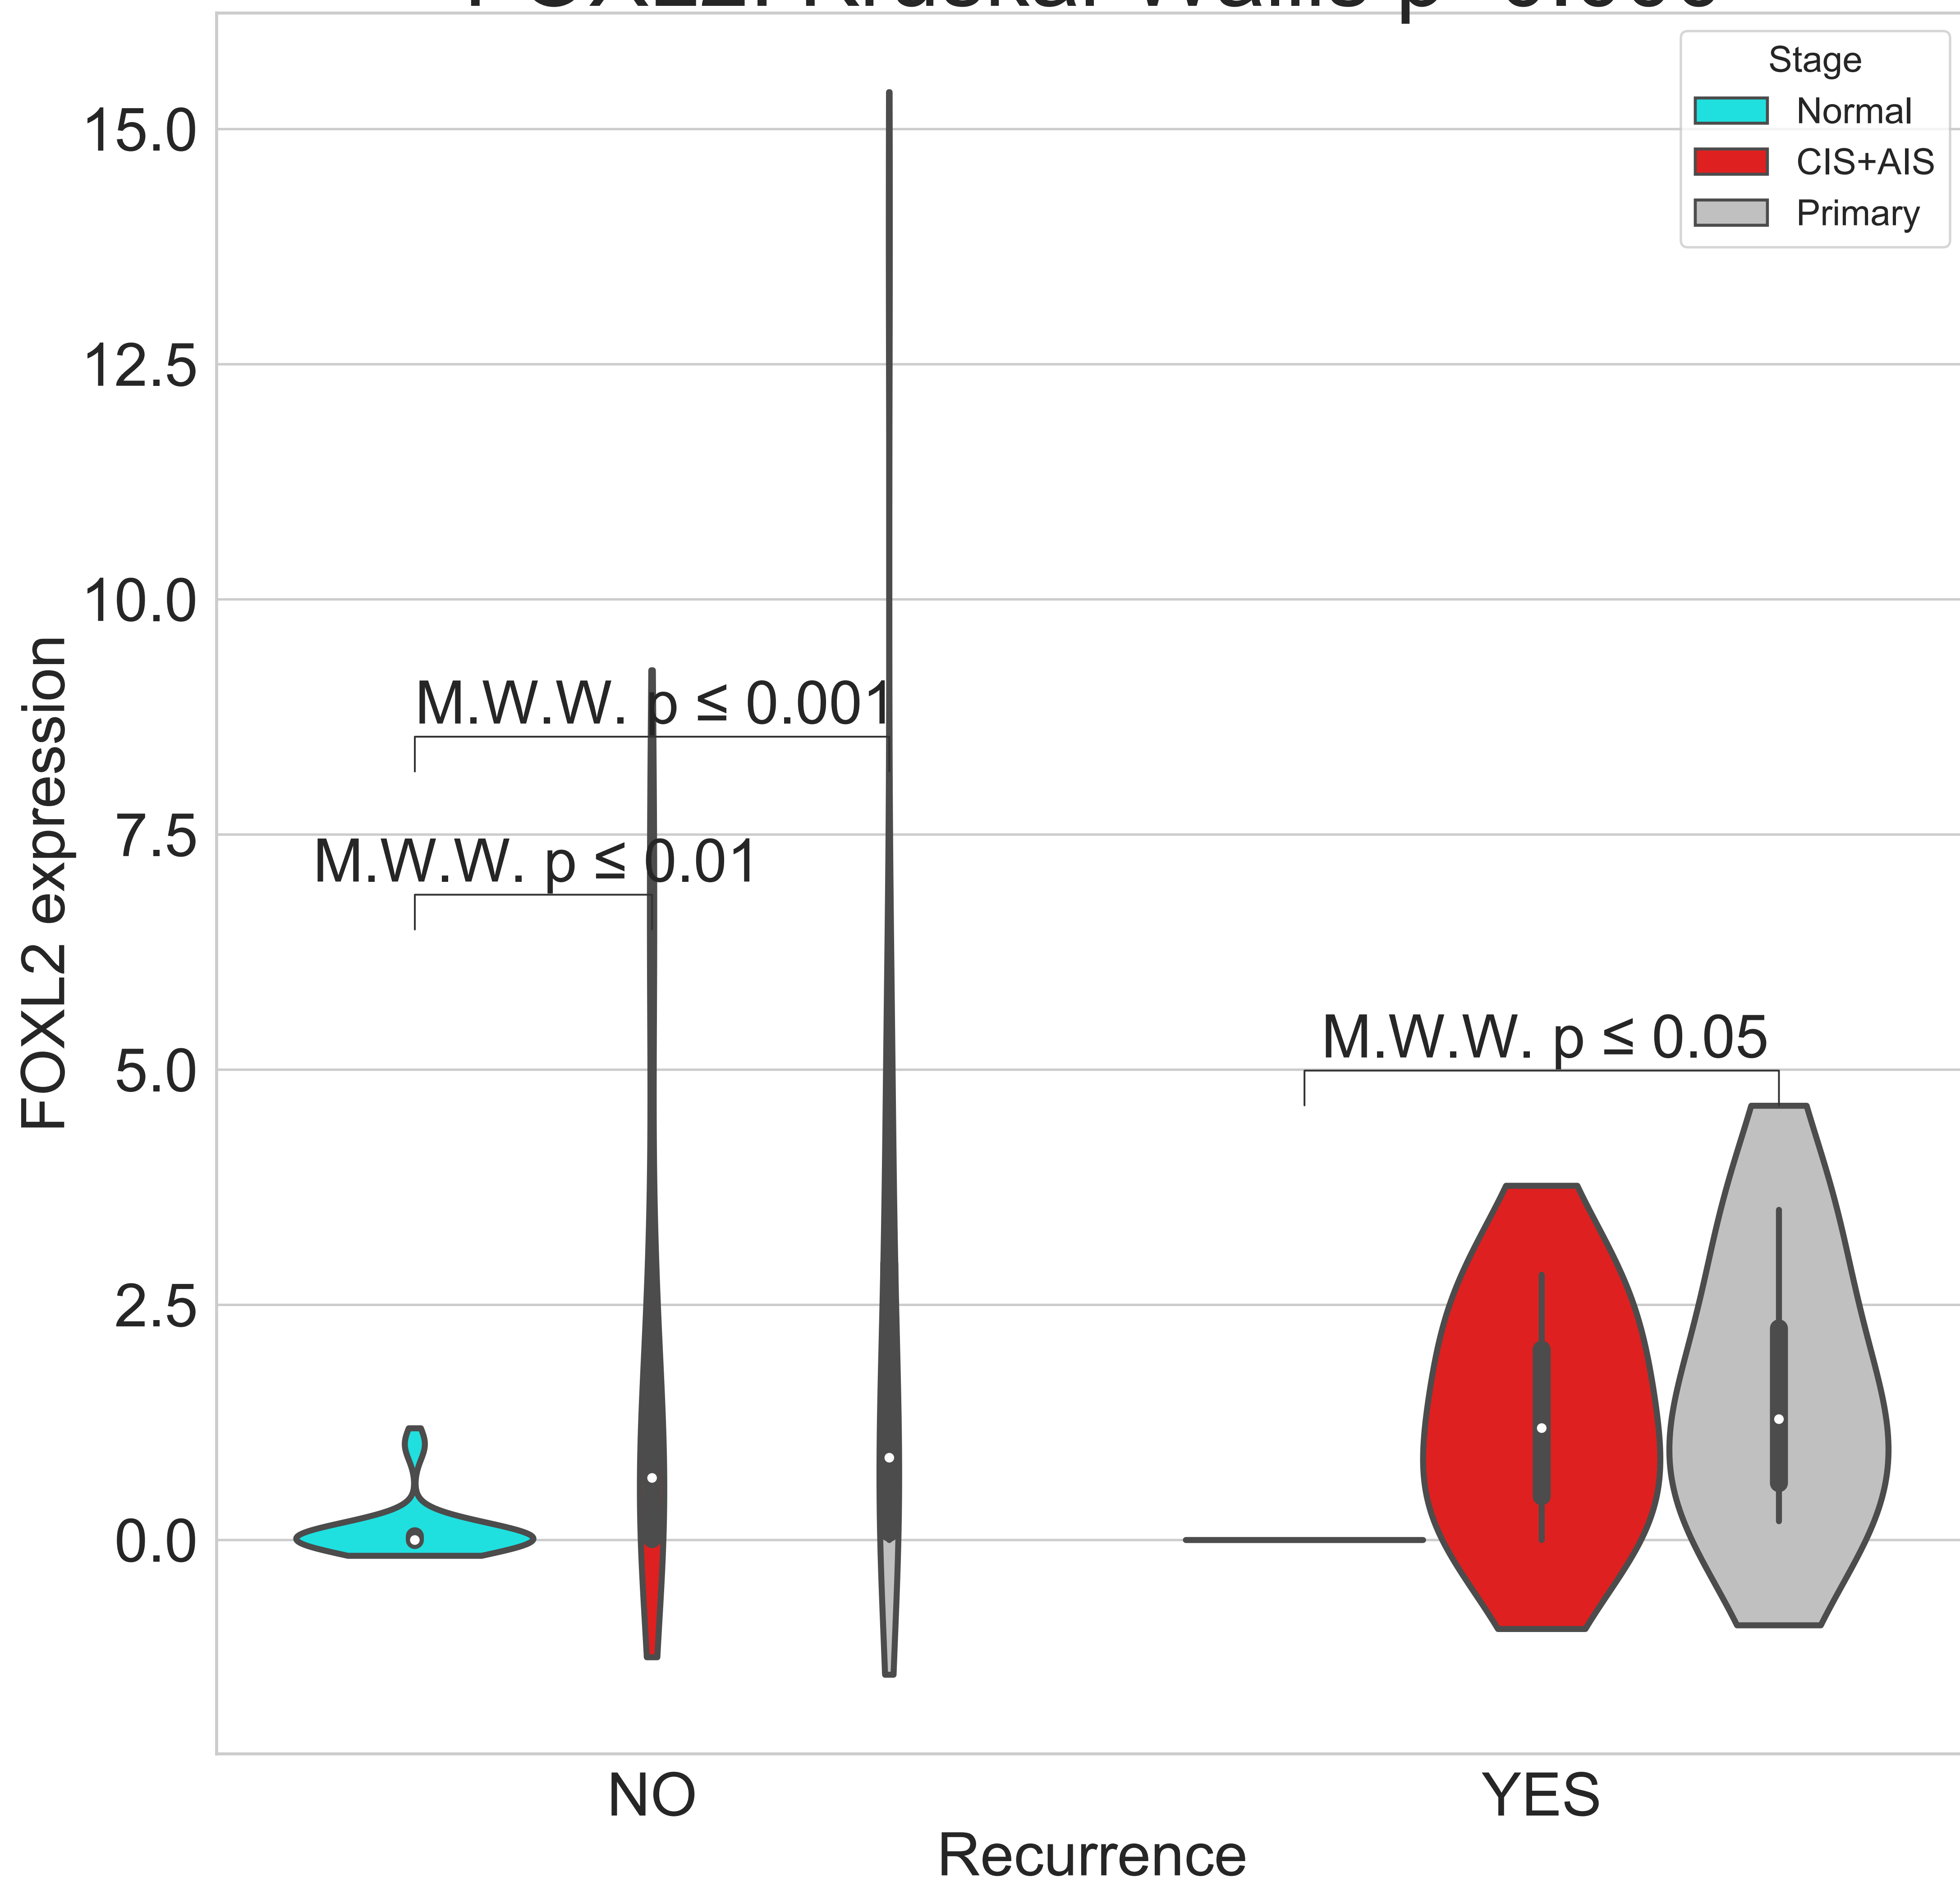 Stage
Normal
CIS+AIS
Primary
15.0
12.5
10.0
7.5
5.0
2.5
0.0
FOXL2 expression
M.W.W. p ≤ 0.001
M.W.W. p ≤ 0.01
M.W.W. p ≤ 0.05
NO
YES
Recurrence